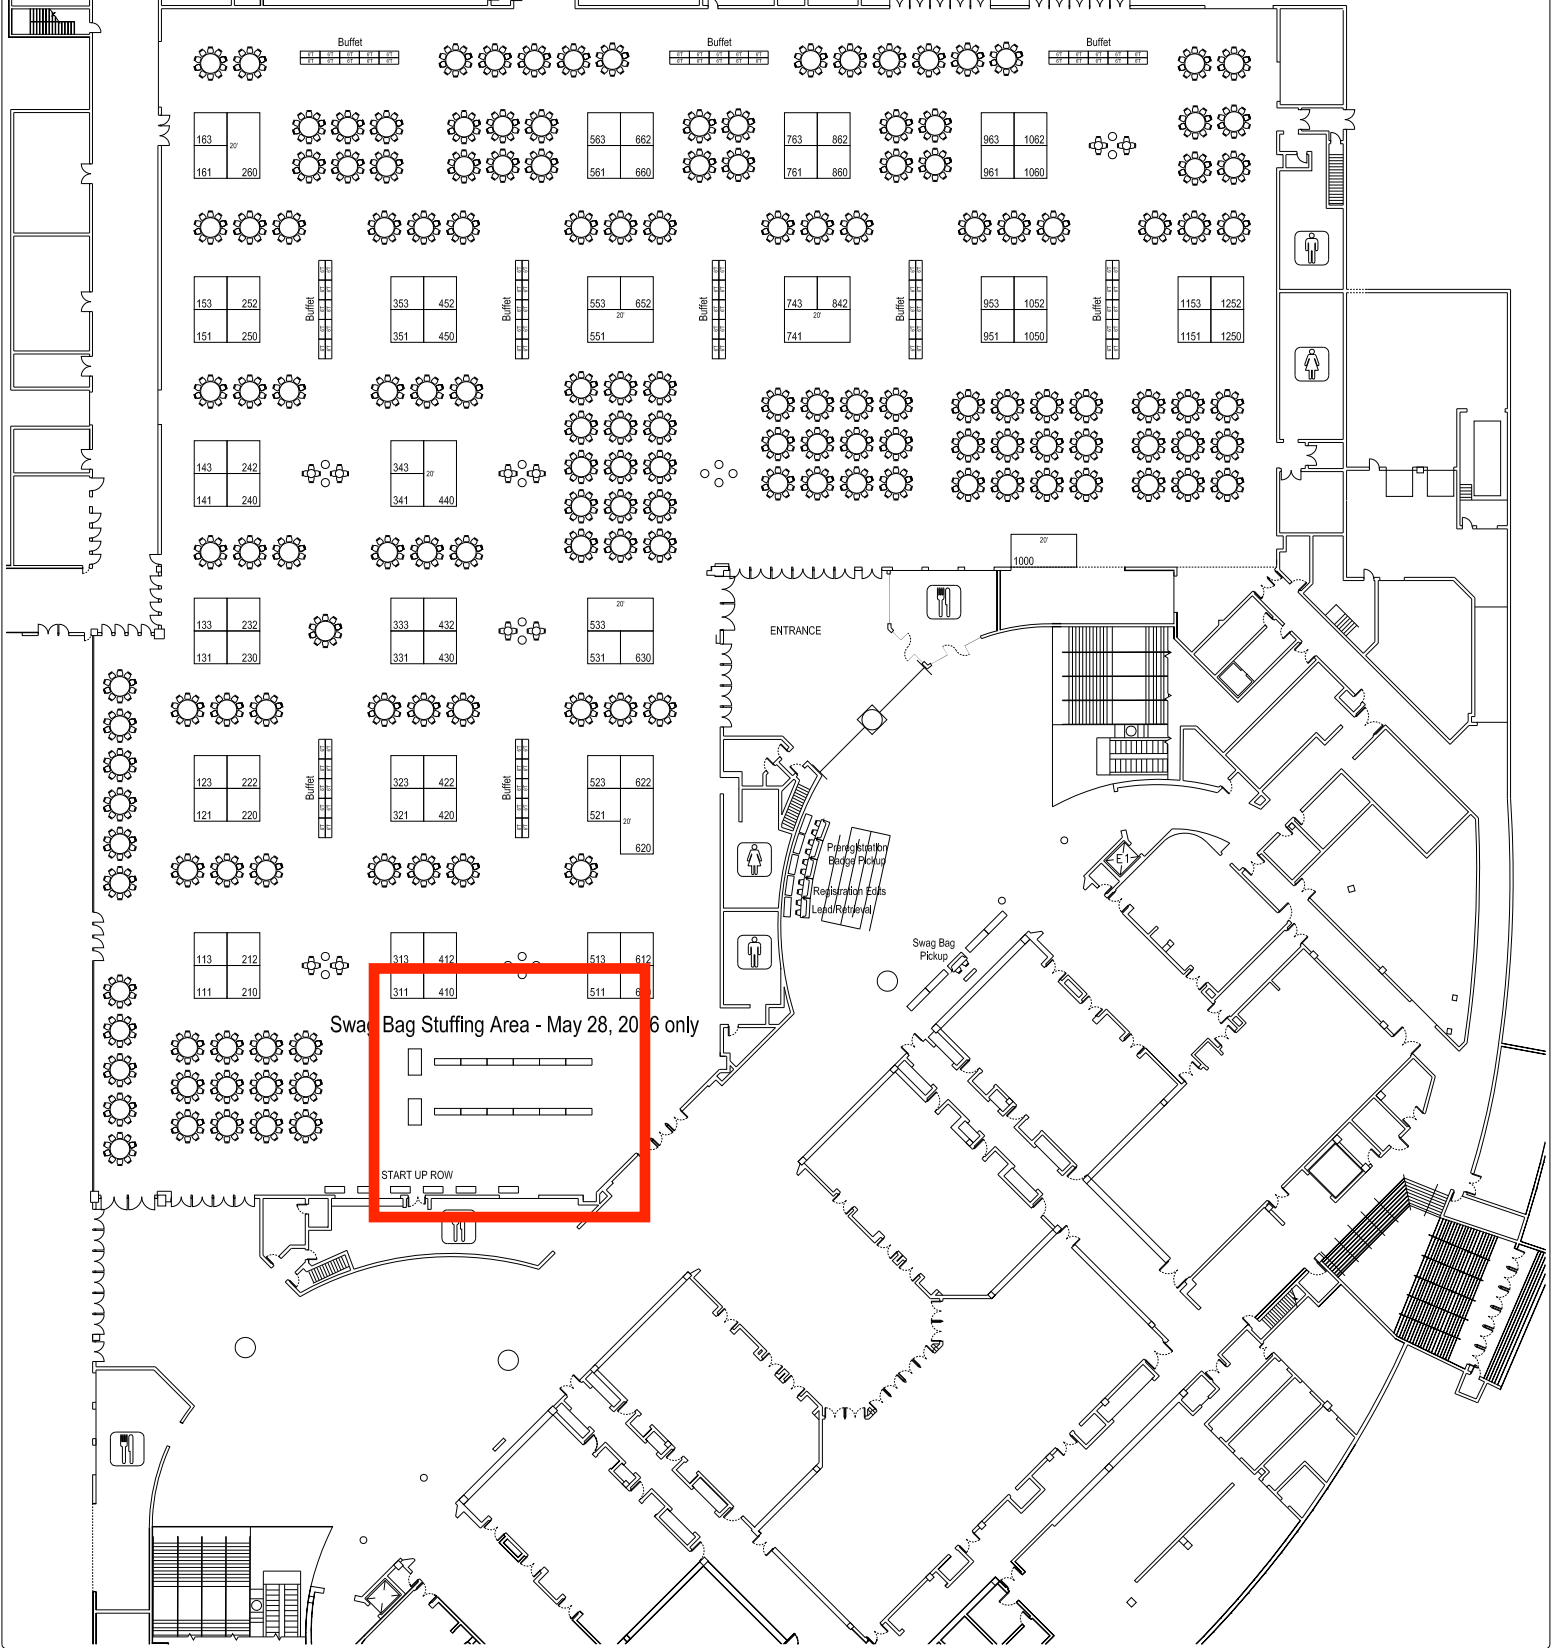 Buffet
Buffet
Buffet
163
20'
161 260
563 662
561 660
763 862
761 860
963 1062
961 1060
153 252
151 250
Buffet
353 452
351 450
Buffet
553 652
20'
551
Buffet
743 842
20'
741
Buffet
953 1052
951 1050
Buffet
1153 1252
1151 1250
143 242
141 240
343
20'
341 440
20'
1000
133 232
131 230
333 432
331 430
20'
533
531 630
ENTRANCE
123 222
121 220
Buffet
323 422
321 420
Buffet
523 622
521
20'
620
Preregistration
Badge Pickup
Registration Edits
Lead/Retrieval
E1
Swag Bag
Pickup
113 212
111 210
313 412
311 410
513 612
511
Swag Bag Stuffing Area - May 28, only
START UP ROW